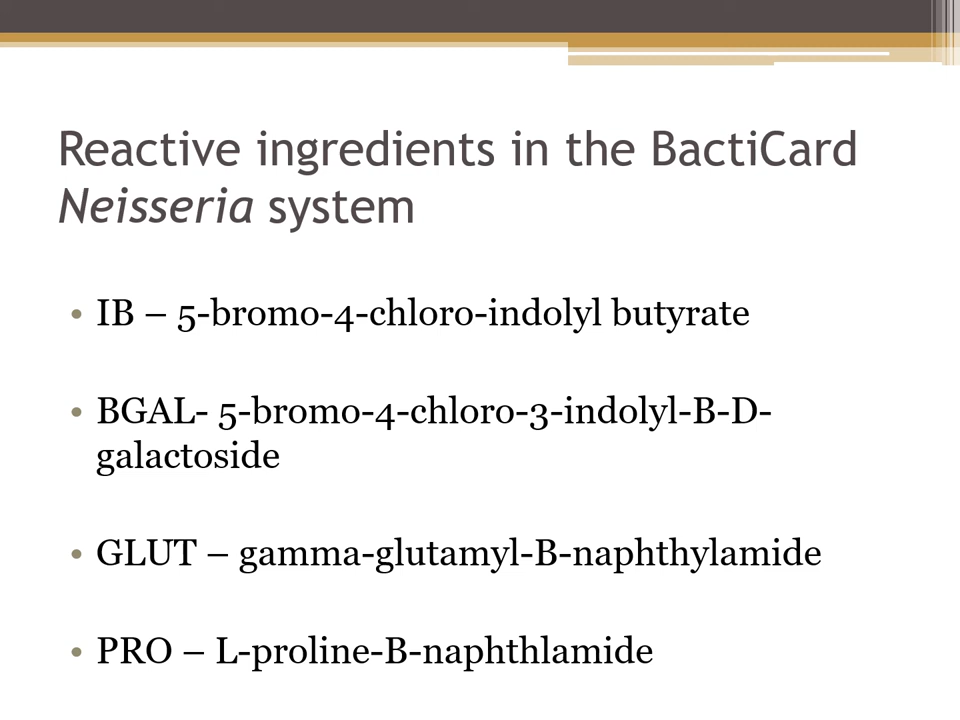 Reactive ingredients in the BactiCard
Neisseria system
• IB – 5-bromo-4-chloro-indolyl butyrate
• BGAL- 5-bromo-4-chloro-3-indolyl-B-D-
galactoside
• GLUT – gamma-glutamyl-B-naphthylamide
• PRO – L-proline-B-naphthlamide